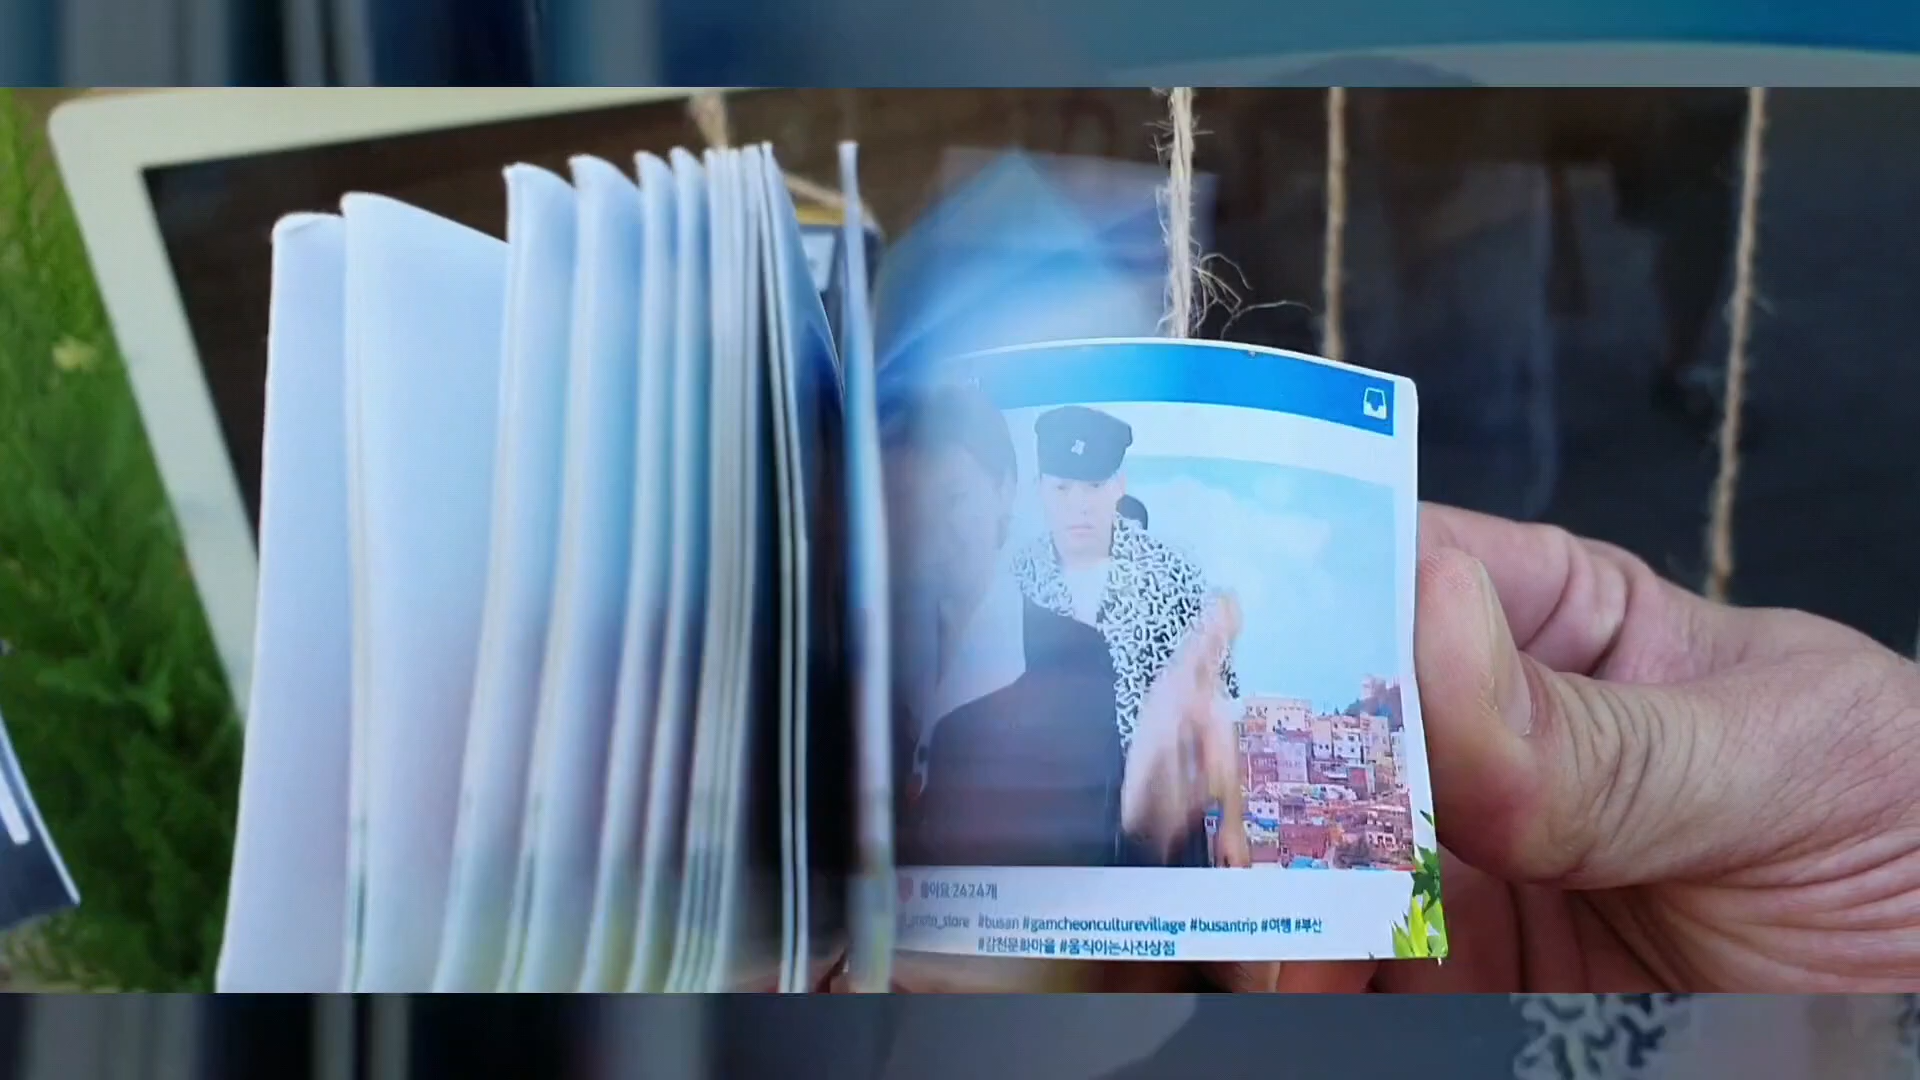 좋아요 2424개
_photo_store #busan #gamcheonculturevillage #busantrip #여행 #부산
#감천문화마을 #움직이는사진상점